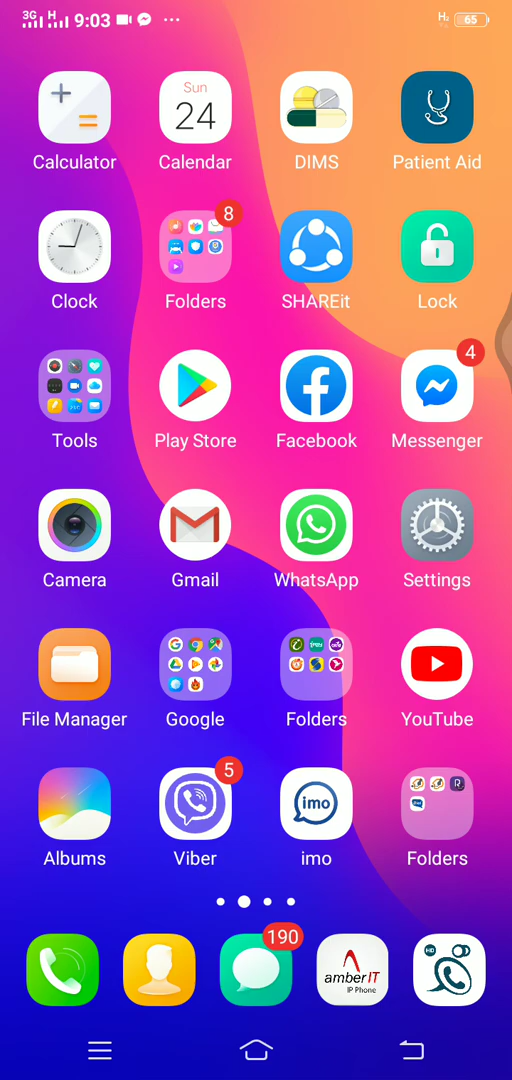 3G H 9:03 ... H 65
Sun
24
Calculator Calendar DIMS Patient Aid
8
Clock Folders SHAREit Lock
4
Tools Play Store Facebook Messenger
Camera Gmail WhatsApp Settings
File Manager Google Folders YouTube
5
imo
Albums Viber imo Folders
190
HD
amber IT
IP Phone